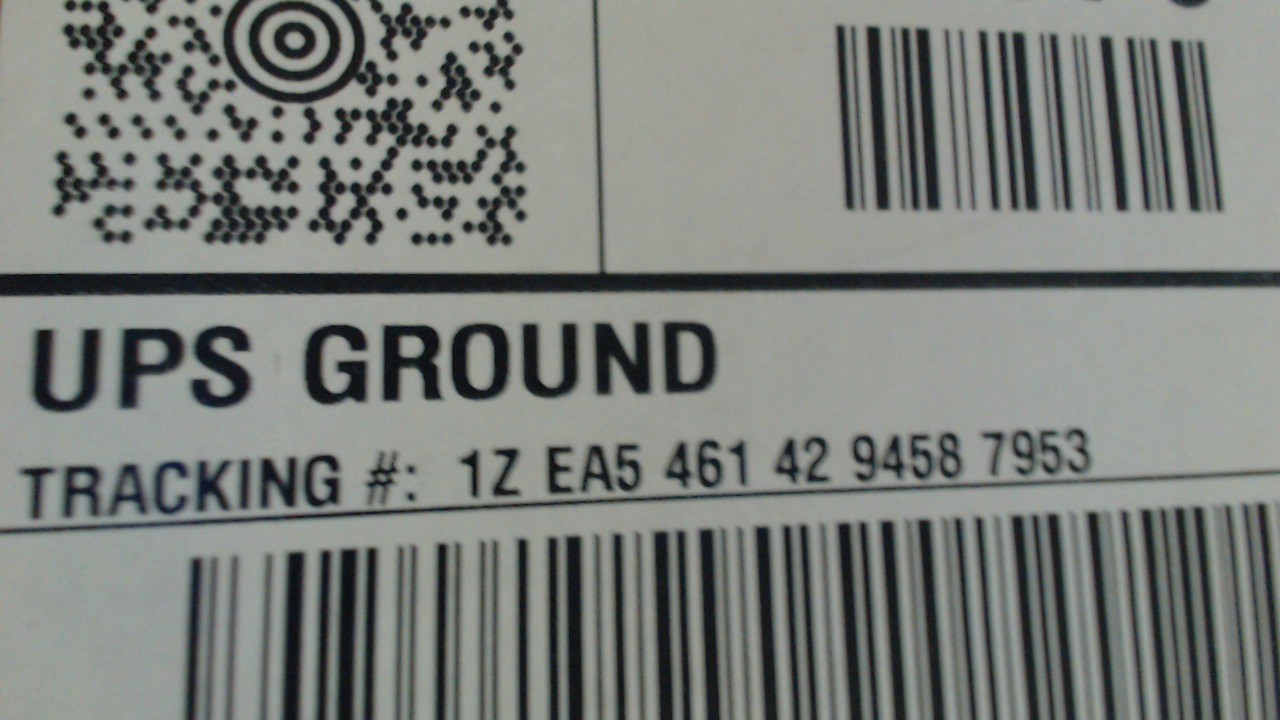 UPS GROUND
TRACKING #: 1Z EA5 461 42 9458 7953